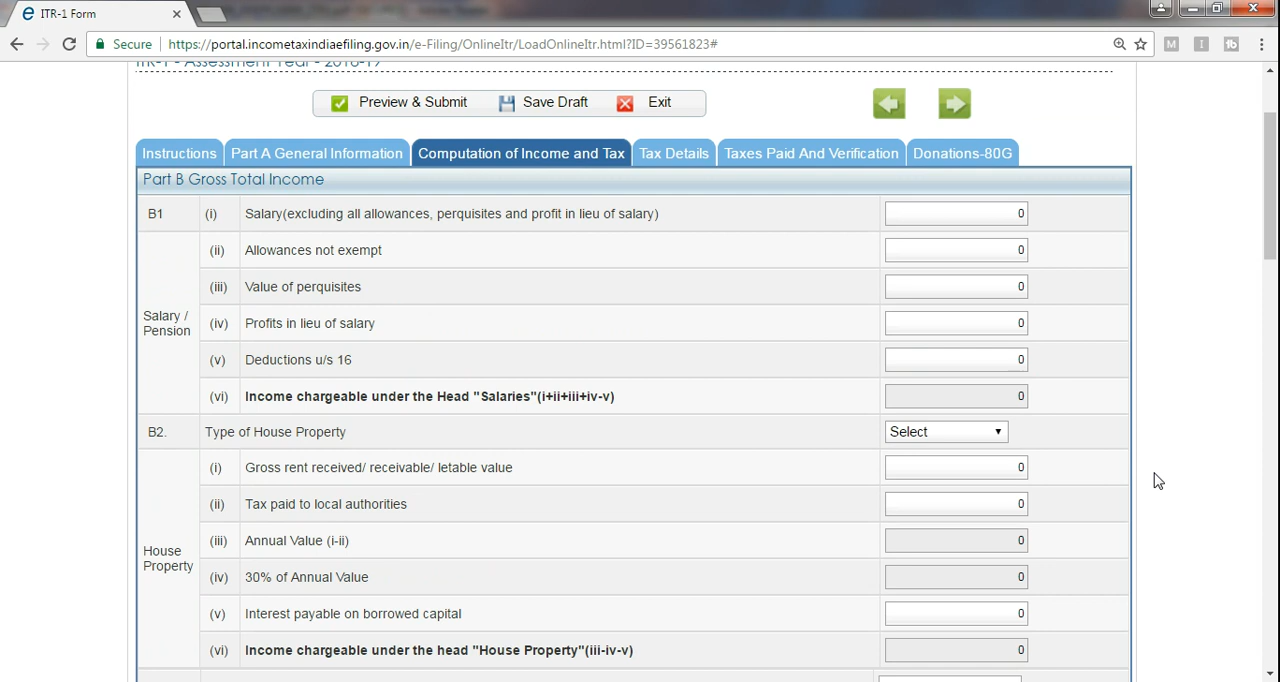 ITR-1 Form
Secure
https://portal.incometaxindiaefiling.gov.in/e-Filing/OnlineItr/LoadOnlineItr.html?ID=39561823#
ITR-1 - Assessment Year - 2018-19
Preview & Submit Save Draft Exit
Instructions Part A General Information Computation of Income and Tax Tax Details Taxes Paid And Verification Donations-80G
Part B Gross Total Income
B1 (i) Salary(excluding all allowances, perquisites and profit in lieu of salary) 0
(ii) Allowances not exempt 0
(iii) Value of perquisites 0
Salary / Pension
(iv) Profits in lieu of salary 0
(v) Deductions u/s 16 0
(vi) Income chargeable under the Head "Salaries"(i+ii+iii+iv-v) 0
B2. Type of House Property Select
(i) Gross rent received/ receivable/ letable value 0
(ii) Tax paid to local authorities 0
(iii) Annual Value (i-ii) 0
House Property
(iv) 30% of Annual Value 0
(v) Interest payable on borrowed capital 0
(vi) Income chargeable under the head "House Property"(iii-iv-v) 0